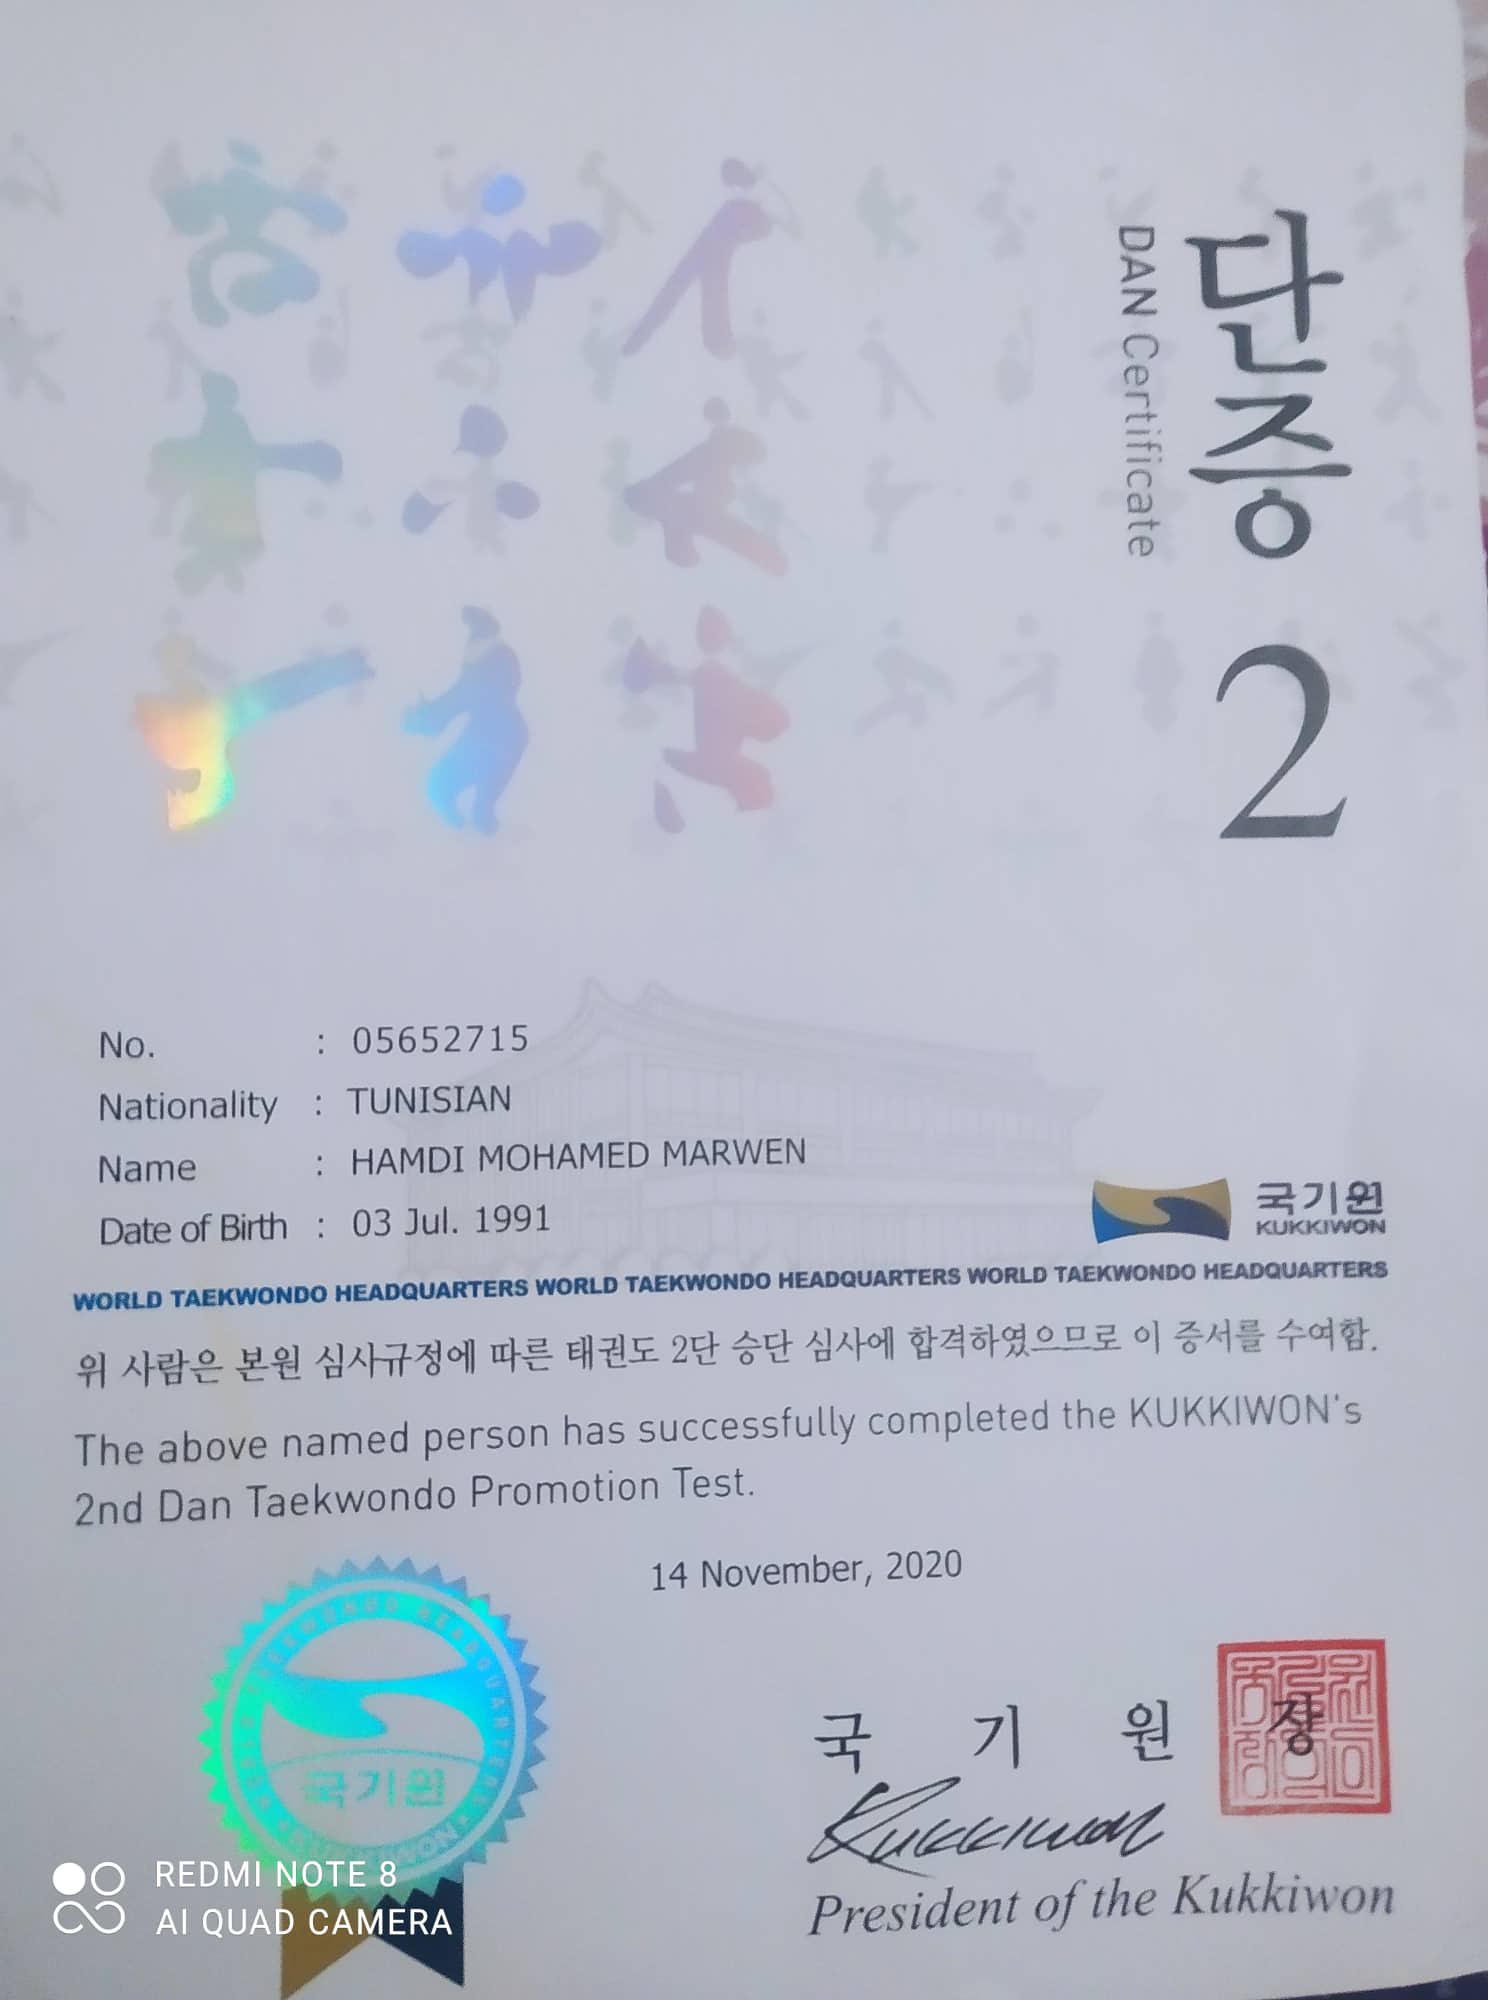 단증
DAN Certificate
2
No. : 05652715
Nationality : TUNISIAN
Name : HAMDI MOHAMED MARWEN
Date of Birth : 03 Jul. 1991
국기원
KUKKIWON
WORLD TAEKWONDO HEADQUARTERS WORLD TAEKWONDO HEADQUARTERS WORLD TAEKWONDO HEADQUARTERS
위 사람은 본원 심사규정에 따른 태권도 2단 승단 심사에 합격하였으므로 이 증서를 수여함.
The above named person has successfully completed the KUKKIWON's
2nd Dan Taekwondo Promotion Test.
14 November, 2020
국 기 원 장
Kukkiwon
President of the Kukkiwon
국기원
KUKKIWON
REDMI NOTE 8
AI QUAD CAMERA